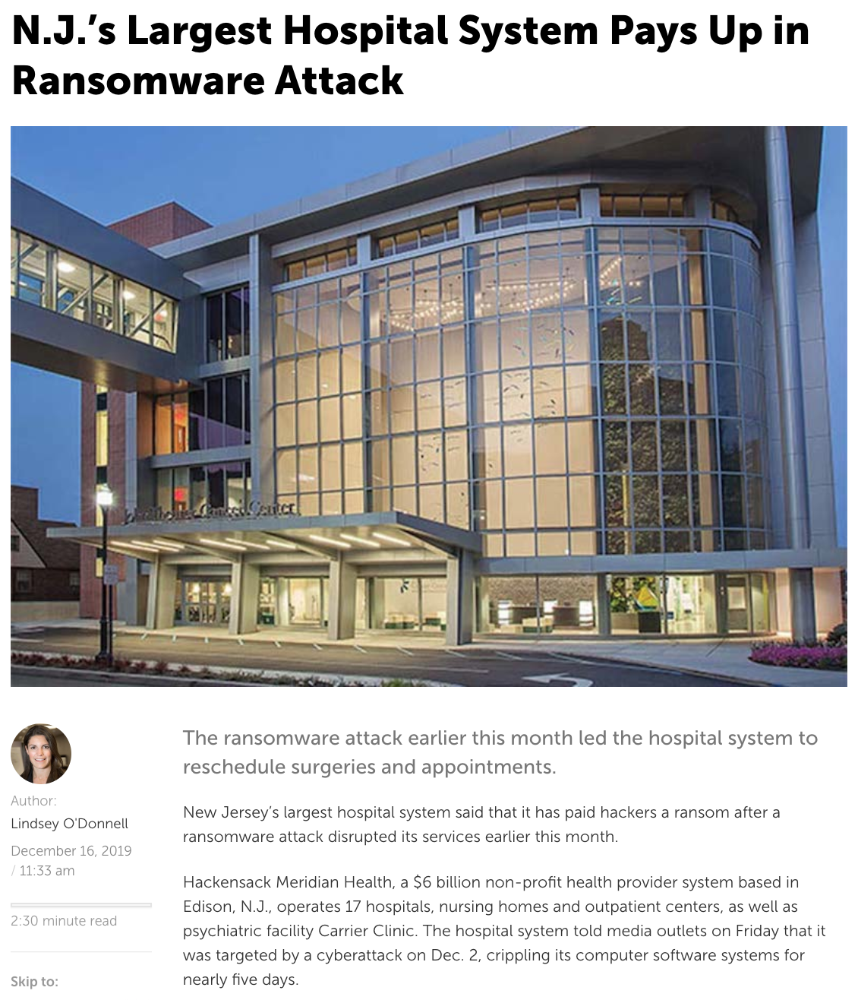 N.J.’s Largest Hospital System Pays Up in
Ransomware Attack
Cancer Center
Author:
Lindsey O'Donnell
December 16, 2019
/ 11:33 am
2:30 minute read
Skip to:
The ransomware attack earlier this month led the hospital system to
reschedule surgeries and appointments.
New Jersey’s largest hospital system said that it has paid hackers a ransom after a
ransomware attack disrupted its services earlier this month.
Hackensack Meridian Health, a $6 billion non-profit health provider system based in
Edison, N.J., operates 17 hospitals, nursing homes and outpatient centers, as well as
psychiatric facility Carrier Clinic. The hospital system told media outlets on Friday that it
was targeted by a cyberattack on Dec. 2, crippling its computer software systems for
nearly five days.